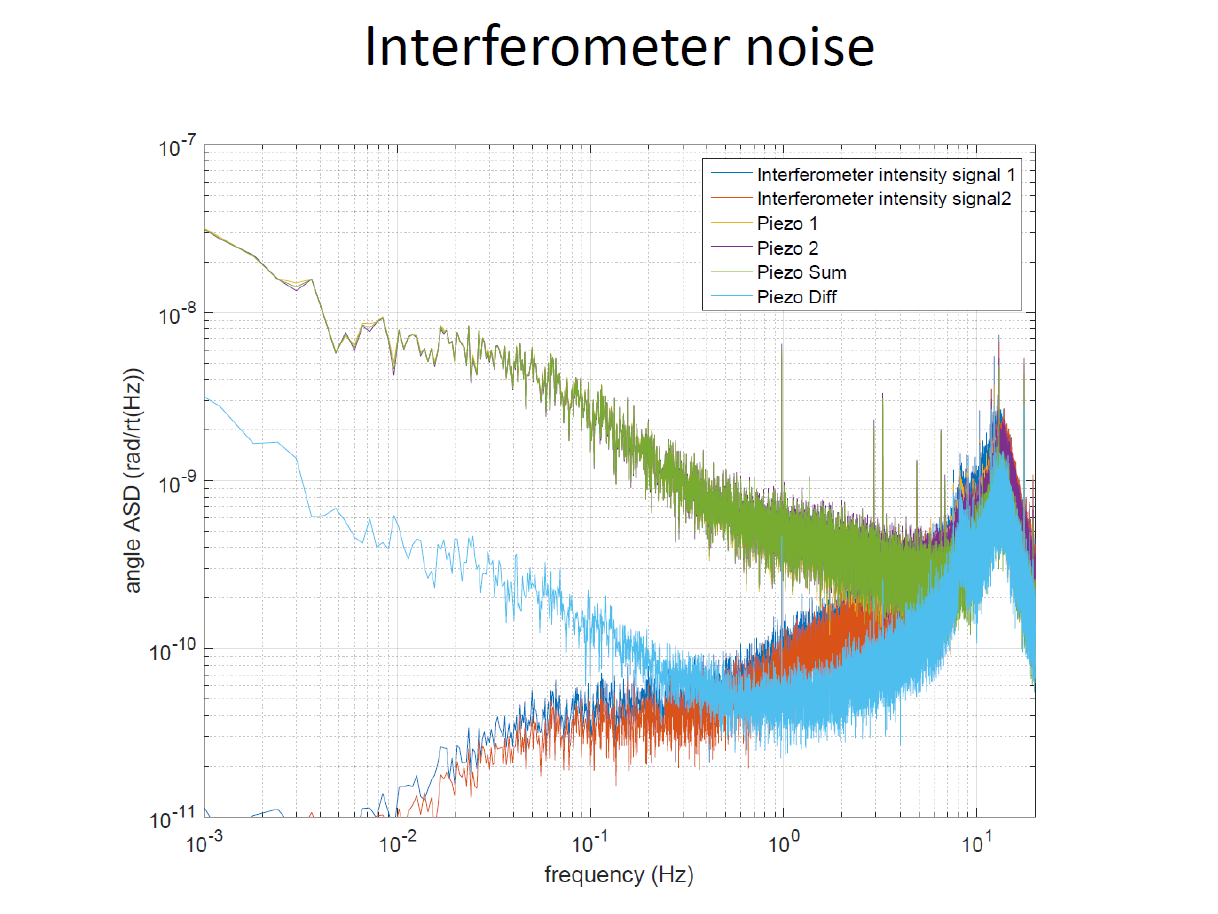 Interferometer noise
10^-7
10^-8
10^-9
10^-10
10^-11
angle ASD (rad/rt(Hz))
Interferometer intensity signal 1
Interferometer intensity signal2
Piezo 1
Piezo 2
Piezo Sum
Piezo Diff
10^-3 10^-2 10^-1 10^0 10^1
frequency (Hz)